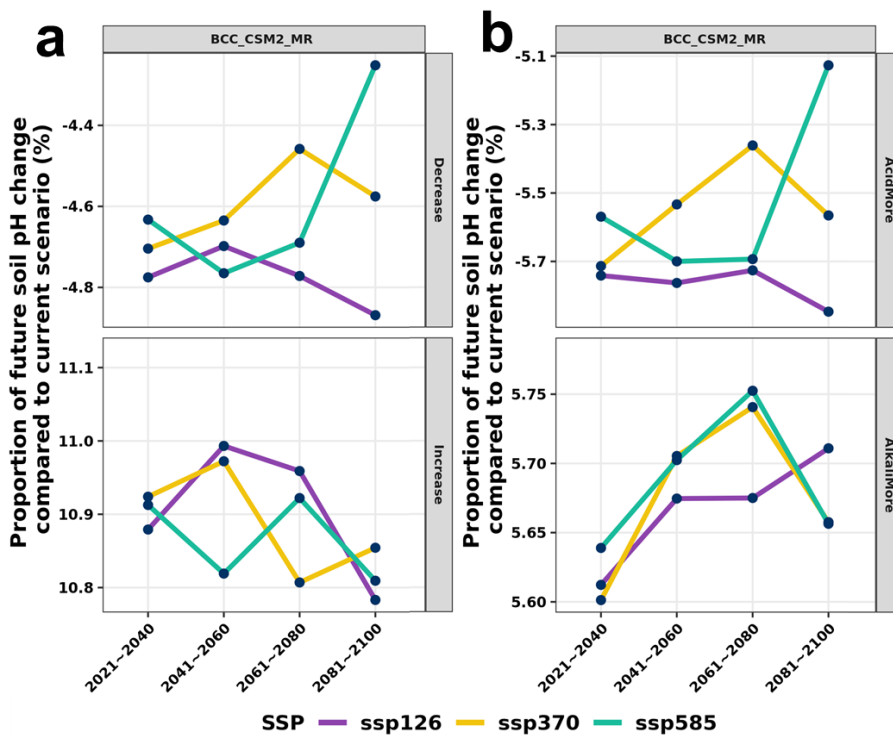 a
BCC_CSM2_MR
Proportion of future soil pH change
compared to current scenario (%)
-4.4
-4.6
-4.8
Decrease
11.1
11.0
10.9
10.8
Increase
2021~2040
2041~2060
2061~2080
2081~2100
b
BCC_CSM2_MR
Proportion of future soil pH change
compared to current scenario (%)
-5.1
-5.3
-5.5
-5.7
AcidMore
5.75
5.70
5.65
5.60
AlkaliMore
2021~2040
2041~2060
2061~2080
2081~2100
SSP ssp126 ssp370 ssp585